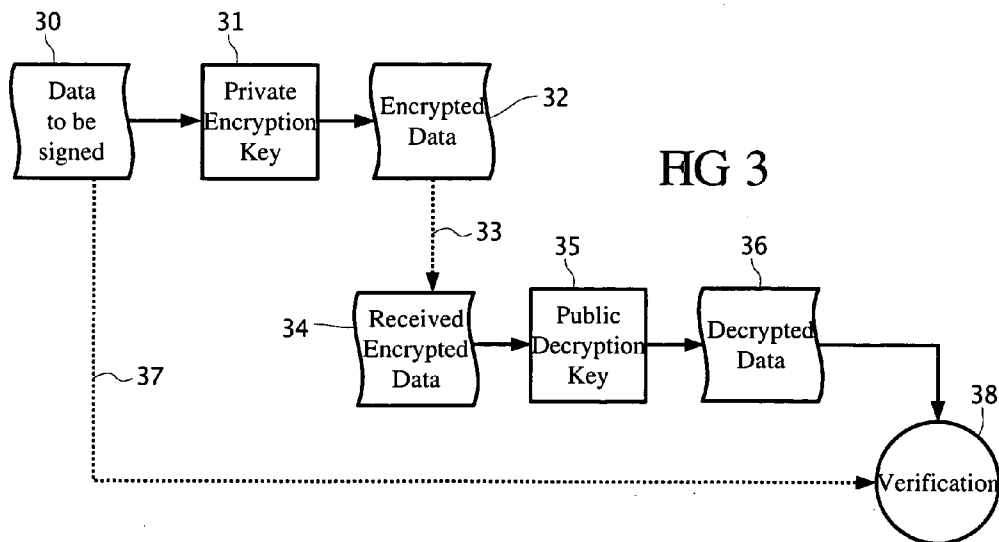 30
31
Data
to be
signed
Private
Encryption
Key
Encrypted
Data
32
FIG 3
33
34
Received
Encrypted
Data
35
Public
Decryption
Key
36
Decrypted
Data
37
38
Verification